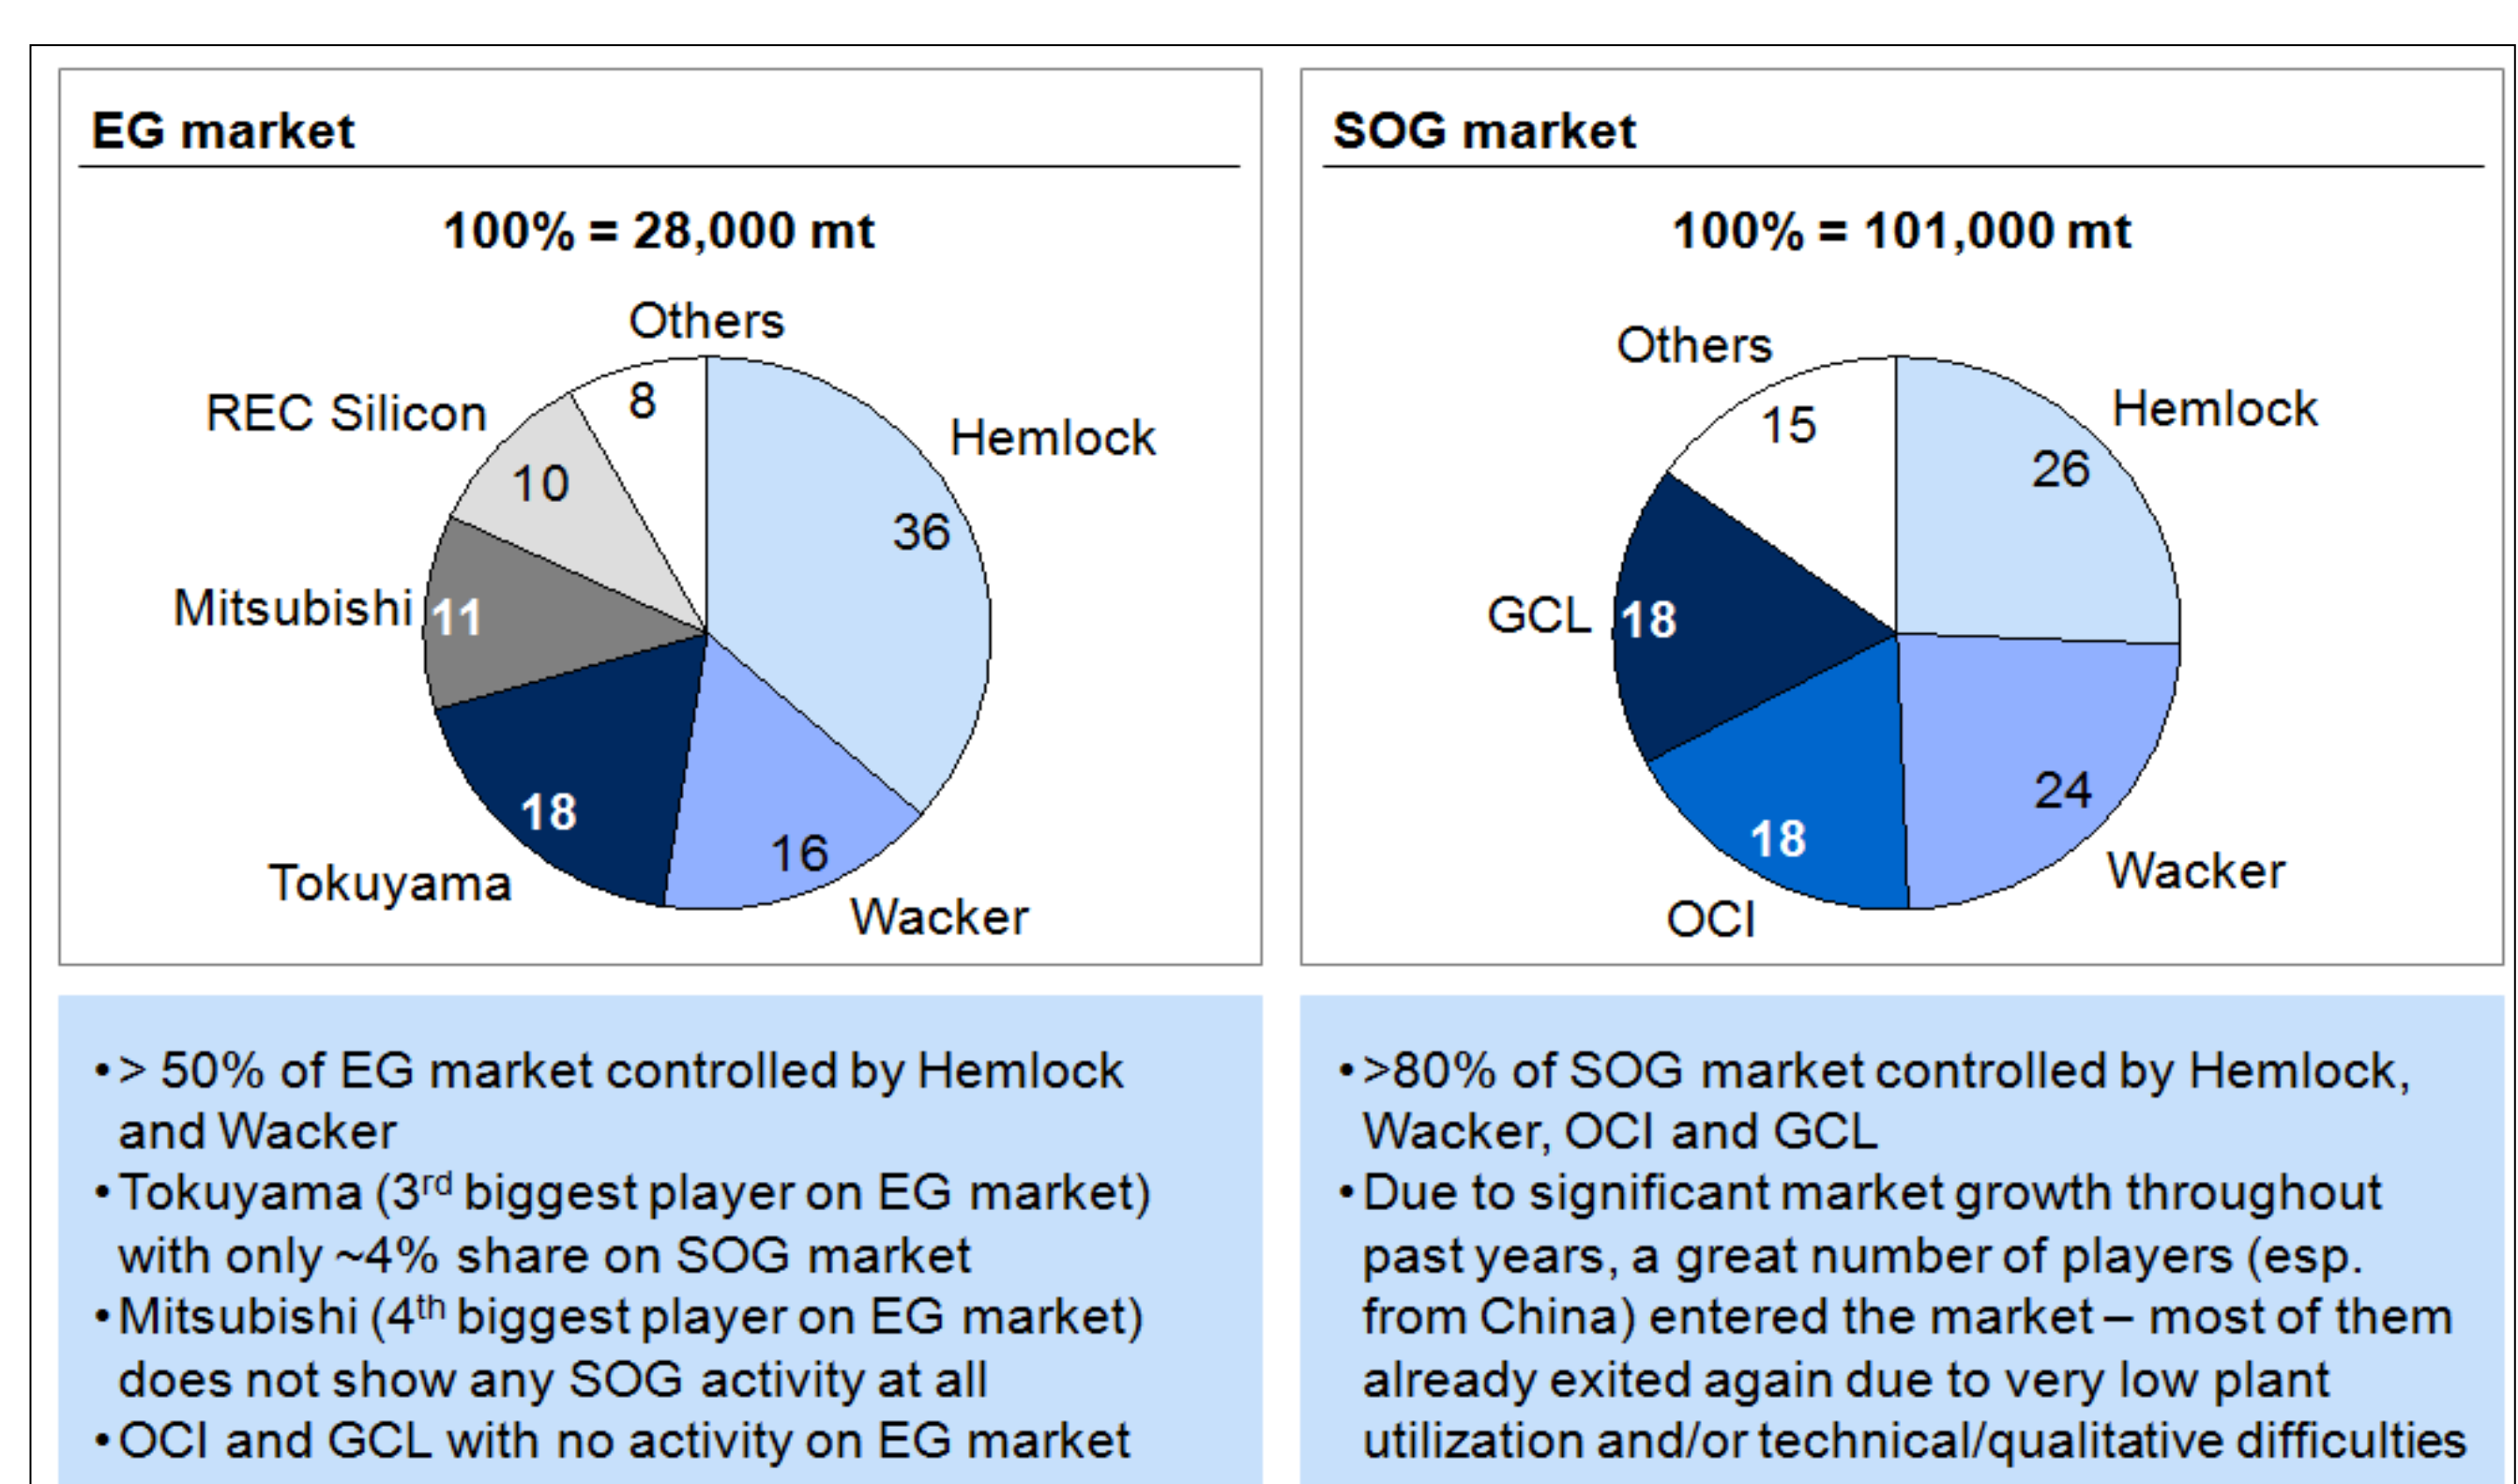 EG market
100% = 28,000 mt
Others
8
REC Silicon
10
Hemlock
36
Mitsubishi
11
18
16
Tokuyama
Wacker
• > 50% of EG market controlled by Hemlock
and Wacker
• Tokuyama (3rd biggest player on EG market)
with only ~4% share on SOG market
• Mitsubishi (4th biggest player on EG market)
does not show any SOG activity at all
• OCI and GCL with no activity on EG market
SOG market
100% = 101,000 mt
Others
15
Hemlock
26
GCL
18
24
18
Wacker
OCI
• >80% of SOG market controlled by Hemlock,
Wacker, OCI and GCL
• Due to significant market growth throughout
past years, a great number of players (esp.
from China) entered the market – most of them
already exited again due to very low plant
utilization and/or technical/qualitative difficulties